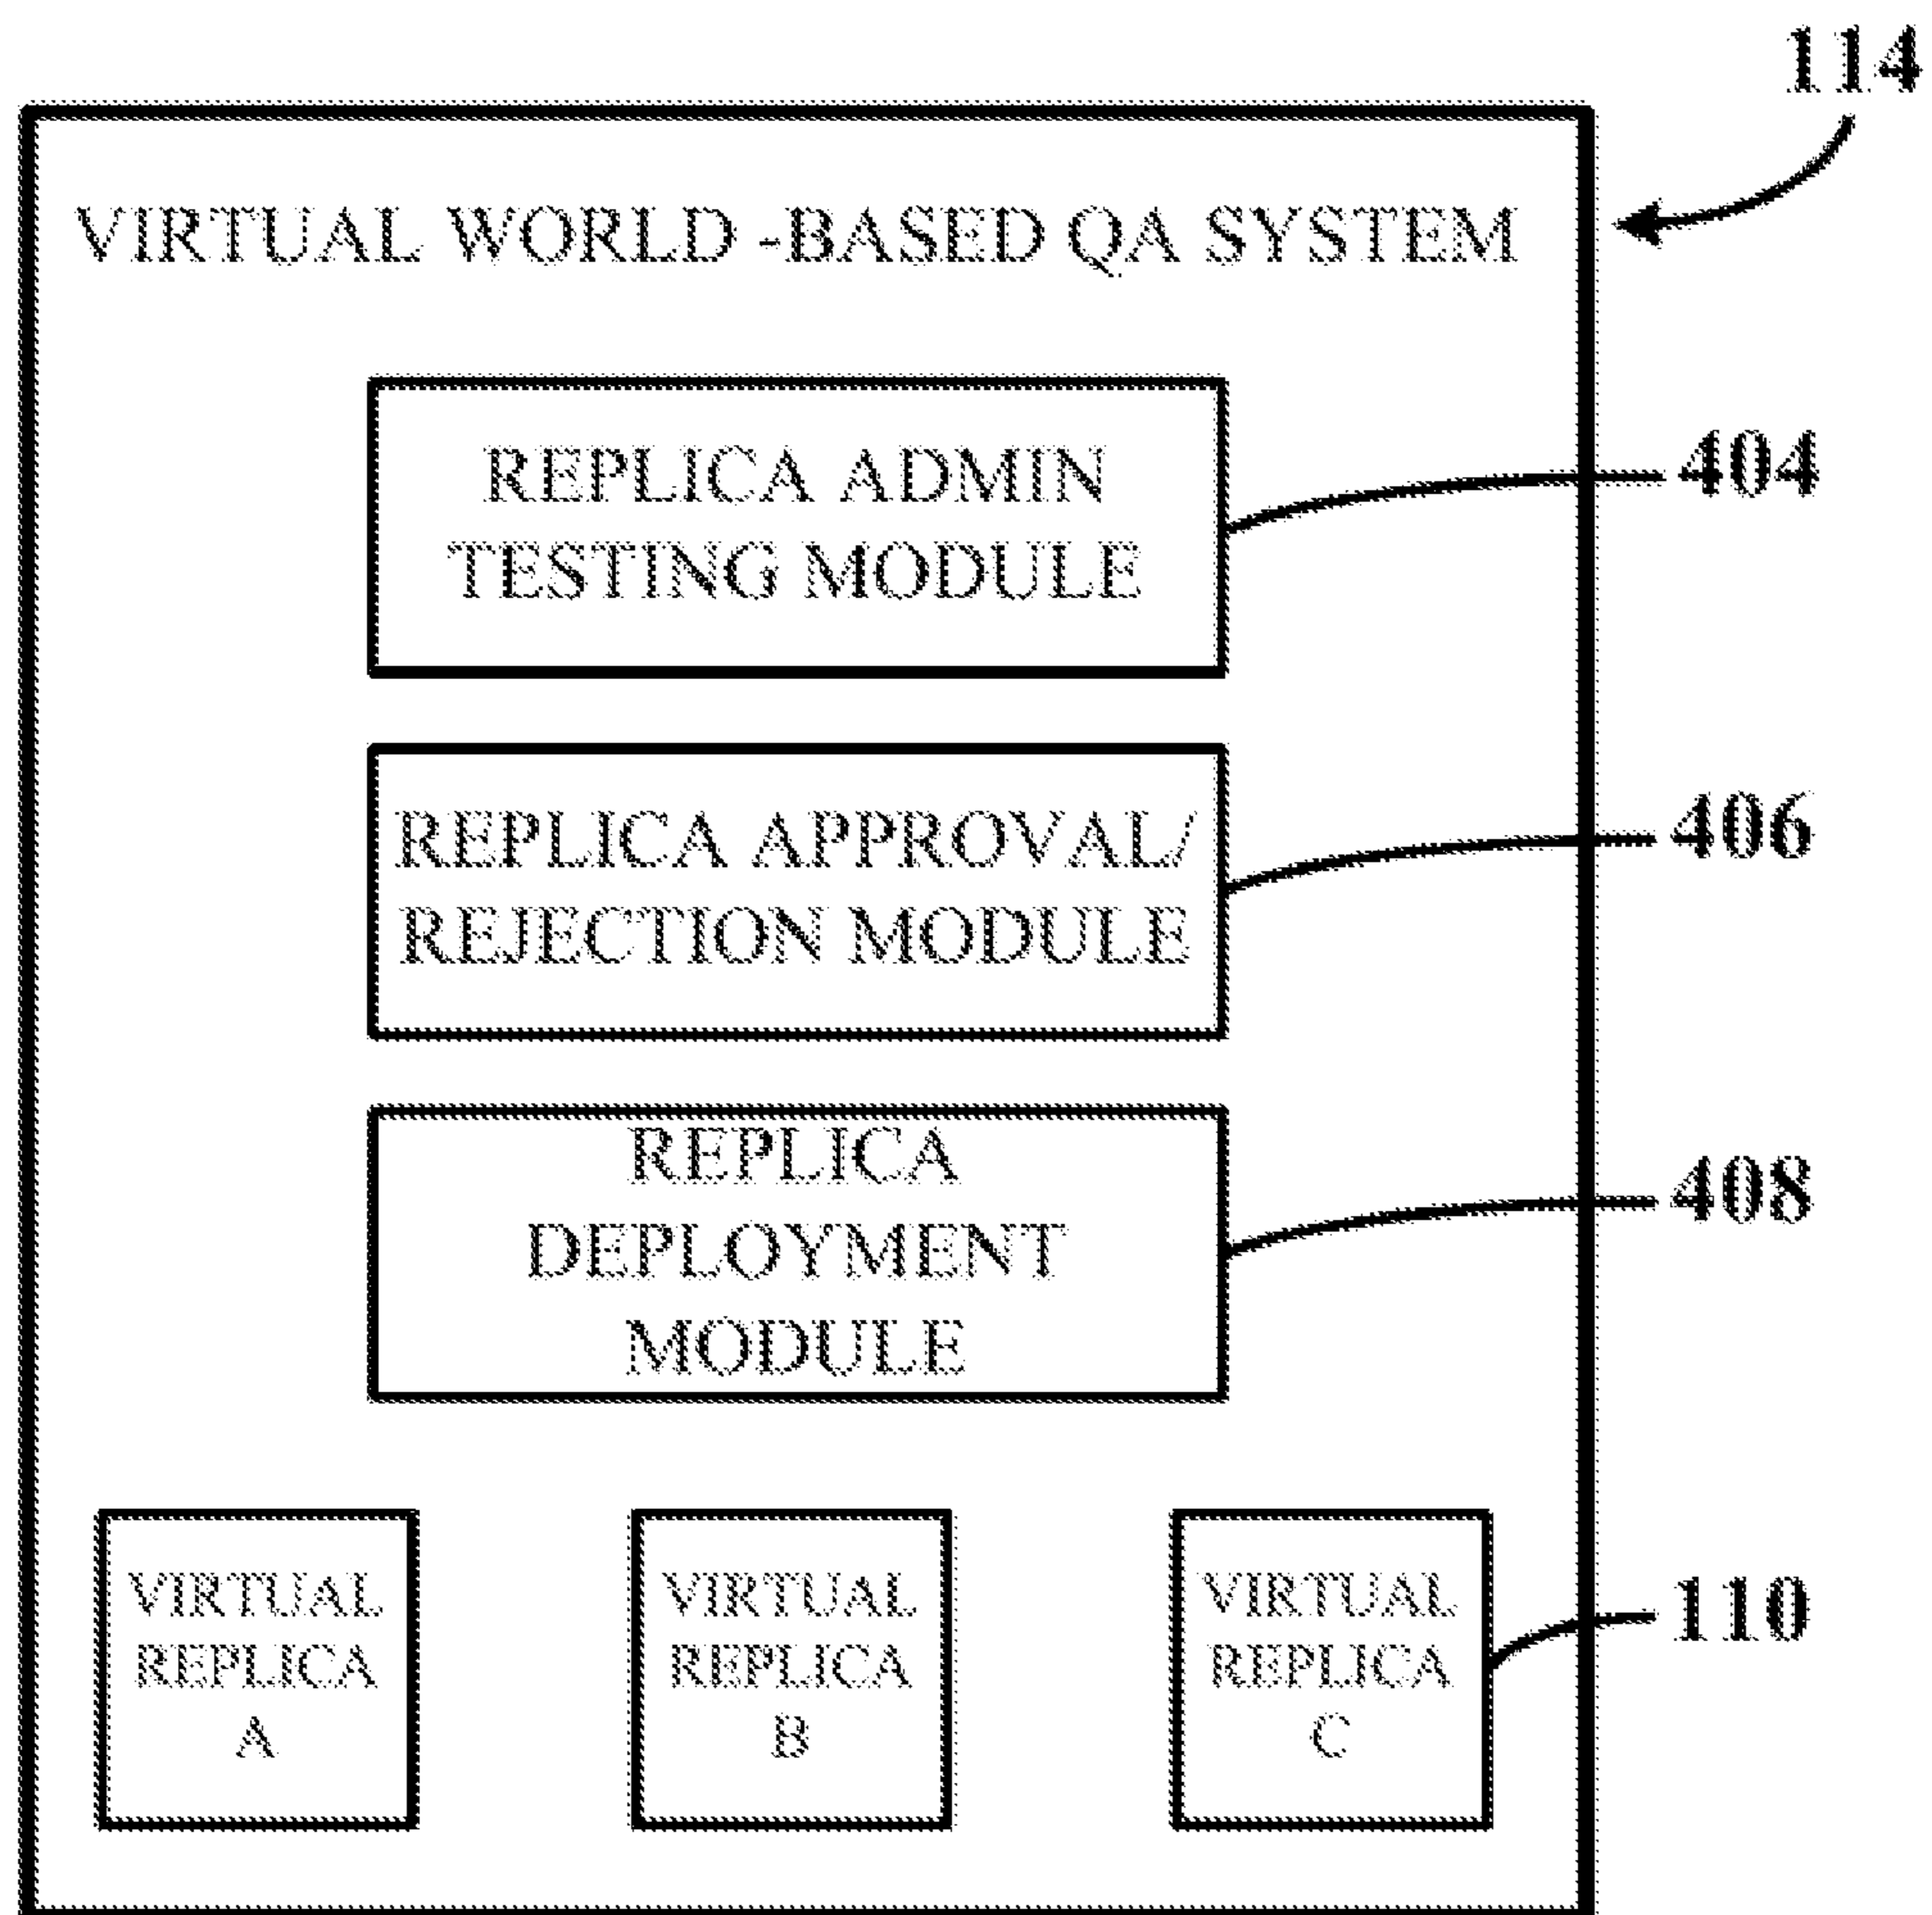 114
VIRTUAL WORLD -BASED QA SYSTEM
REPLICA ADMIN
TESTING MODULE
404
REPLICA APPROVAL/
REJECTION MODULE
406
REPLICA
DEPLOYMENT
MODULE
408
VIRTUAL
REPLICA
A
VIRTUAL
REPLICA
B
VIRTUAL
REPLICA
C
110